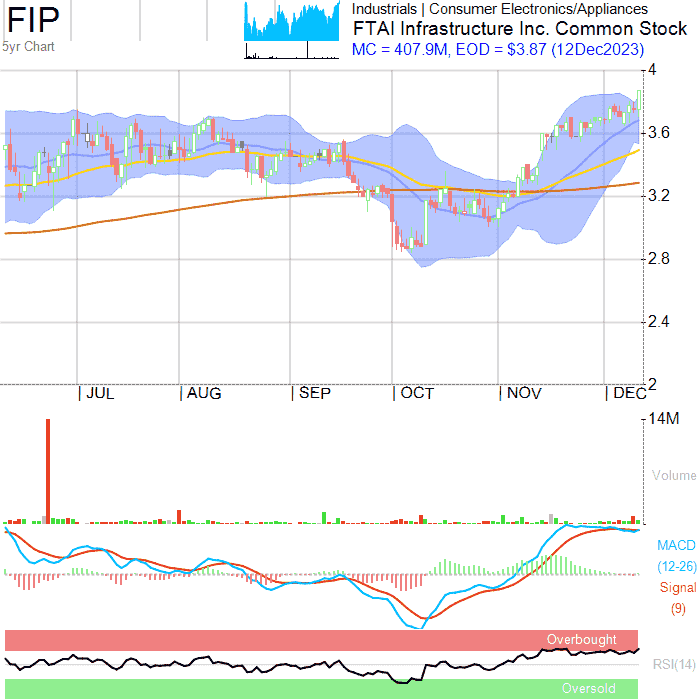 FIP
5yr Chart
Industrials | Consumer Electronics/Appliances
FTAI Infrastructure Inc. Common Stock
MC = 407.9M, EOD = $3.87 (12Dec2023)
4
3.6
3.2
2.8
2.4
2
| JUL | AUG | SEP | OCT | NOV | DEC
14M
Volume
MACD
(12-26)
Signal
(9)
Overbought
RSI(14)
Oversold